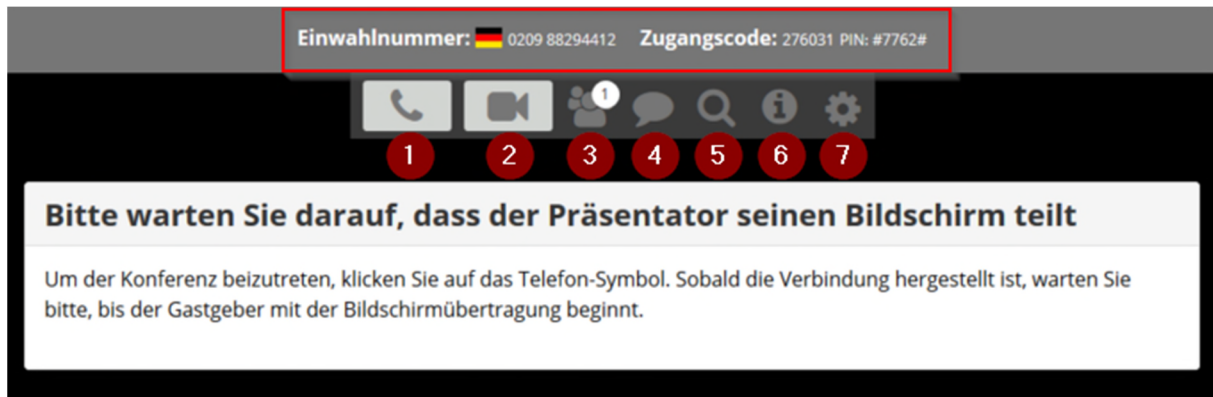 Einwahlnummer: 0209 88294412 Zugangscode: 276031 PIN: #7762#
1
1 2 3 4 5 6 7
Bitte warten Sie darauf, dass der Präsentator seinen Bildschirm teilt
Um der Konferenz beizutreten, klicken Sie auf das Telefon-Symbol. Sobald die Verbindung hergestellt ist, warten Sie
bitte, bis der Gastgeber mit der Bildschirmübertragung beginnt.